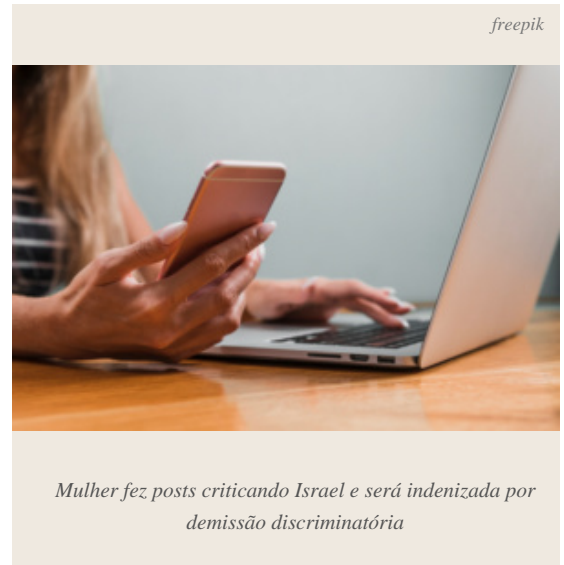 freepik
Mulher fez posts criticando Israel e será indenizada por
demissão discriminatória